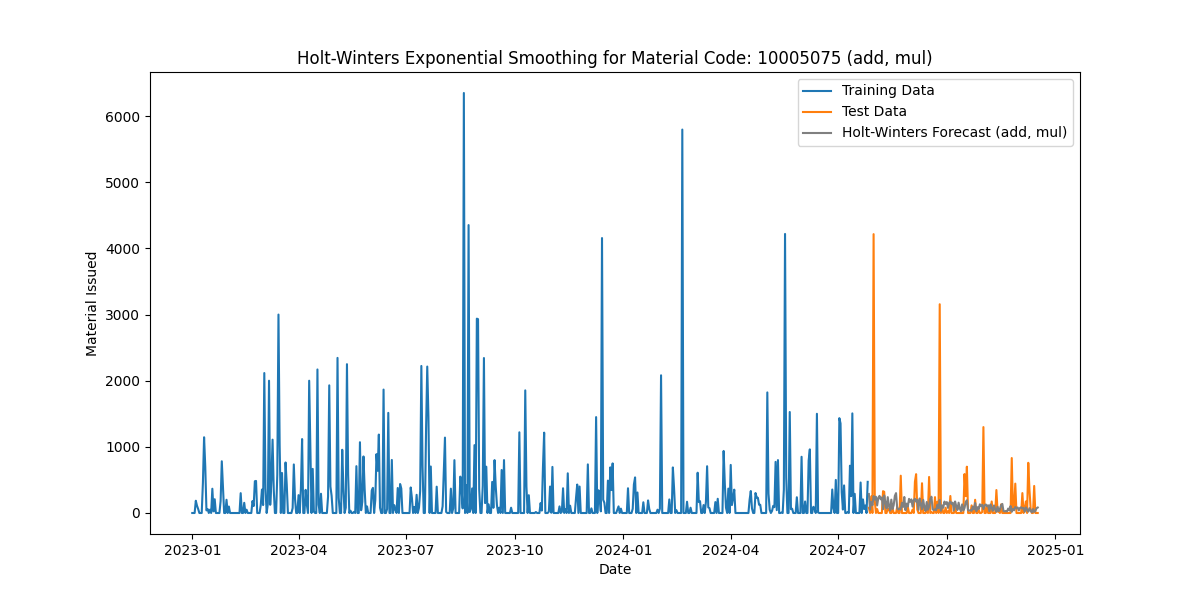 Holt-Winters Exponential Smoothing for Material Code: 10005075 (add, mul)
Training Data
Test Data
Holt-Winters Forecast (add, mul)
Material Issued
6000
5000
4000
3000
2000
1000
0
2023-01
2023-04
2023-07
2023-10
2024-01
2024-04
2024-07
2024-10
2025-01
Date